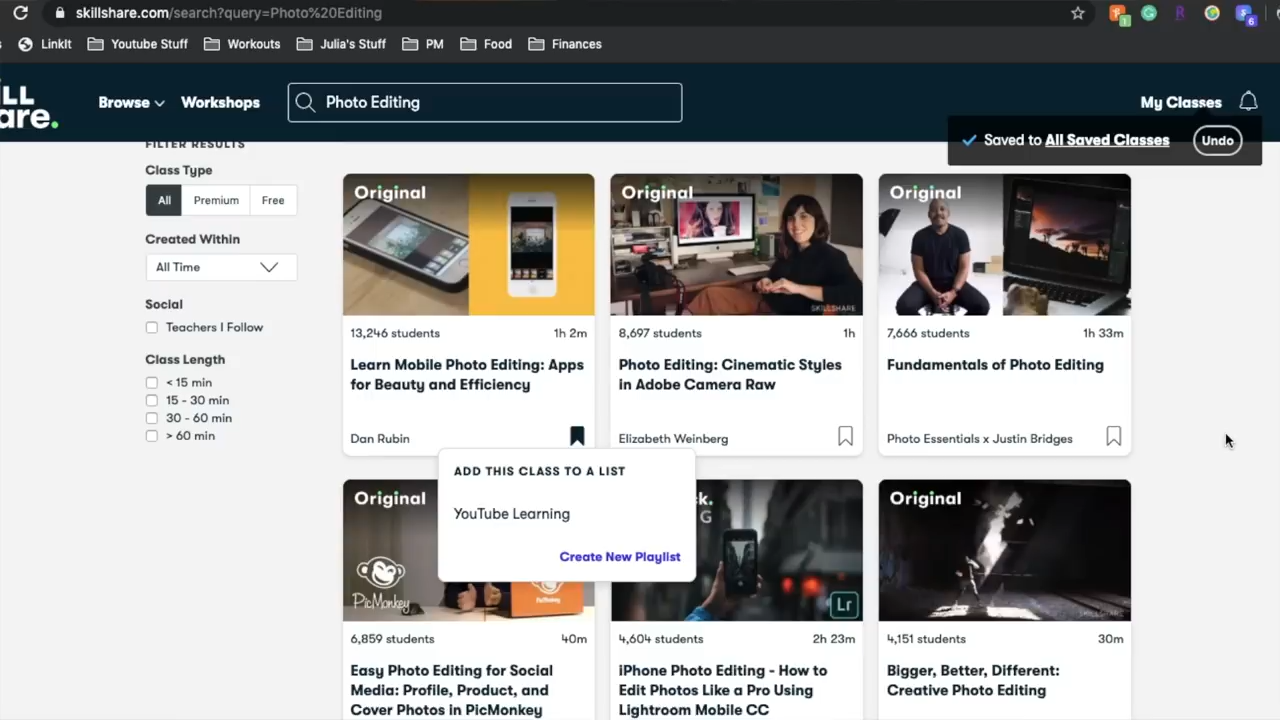 skillshare.com/search?query=Photo%20Editing
1
6
LinkIt
Youtube Stuff
Workouts
Julia's Stuff
PM
Food
Finances
LL
are.
Browse
Workshops
Photo Editing
My Classes
Saved to All Saved Classes
Undo
FILTER RESULTS
Class Type
All
Premium
Free
Created Within
All Time
Social
Teachers I Follow
Class Length
< 15 min
15 - 30 min
30 - 60 min
> 60 min
Original
13,246 students
1h 2m
Learn Mobile Photo Editing: Apps
for Beauty and Efficiency
Dan Rubin
Original
SKILLSHARE
8,697 students
1h
Photo Editing: Cinematic Styles
in Adobe Camera Raw
Elizabeth Weinberg
Original
7,666 students
1h 33m
Fundamentals of Photo Editing
Photo Essentials x Justin Bridges
ADD THIS CLASS TO A LIST
YouTube Learning
Create New Playlist
Original
PicMonkey
6,859 students
40m
Easy Photo Editing for Social
Media: Profile, Product, and
Cover Photos in PicMonkey
k.
G
Lr
4,604 students
2h 23m
iPhone Photo Editing - How to
Edit Photos Like a Pro Using
Lightroom Mobile CC
Original
SKILLSHARE
4,151 students
30m
Bigger, Better, Different:
Creative Photo Editing